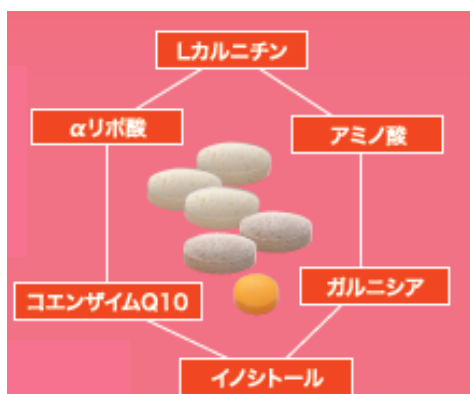 Lカルニチン
αリポ酸
アミノ酸
コエンザイムQ10
ガルニシア
イノシトール